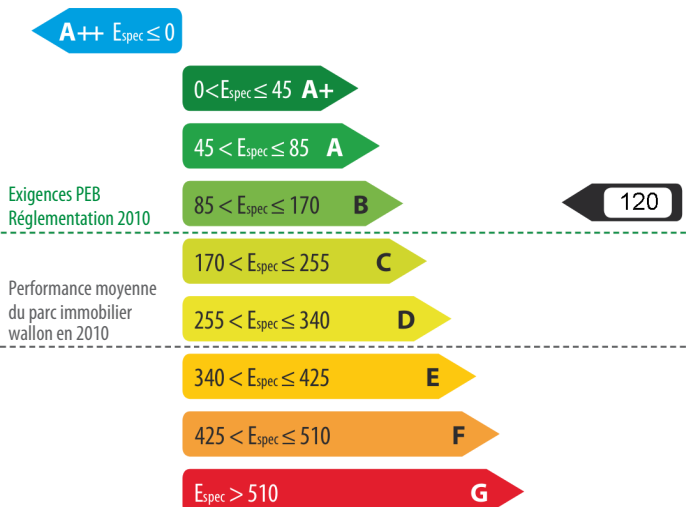 A++ Espec ≤ 0
0<Espec ≤ 45 A+
45 < Espec ≤ 85 A
Exigences PEB
Réglementation 2010
85 < Espec ≤ 170 B
120
170 < Espec ≤ 255 C
Performance moyenne
du parc immobilier
wallon en 2010
255 < Espec ≤ 340 D
340 < Espec ≤ 425 E
425 < Espec ≤ 510 F
Espec > 510 G